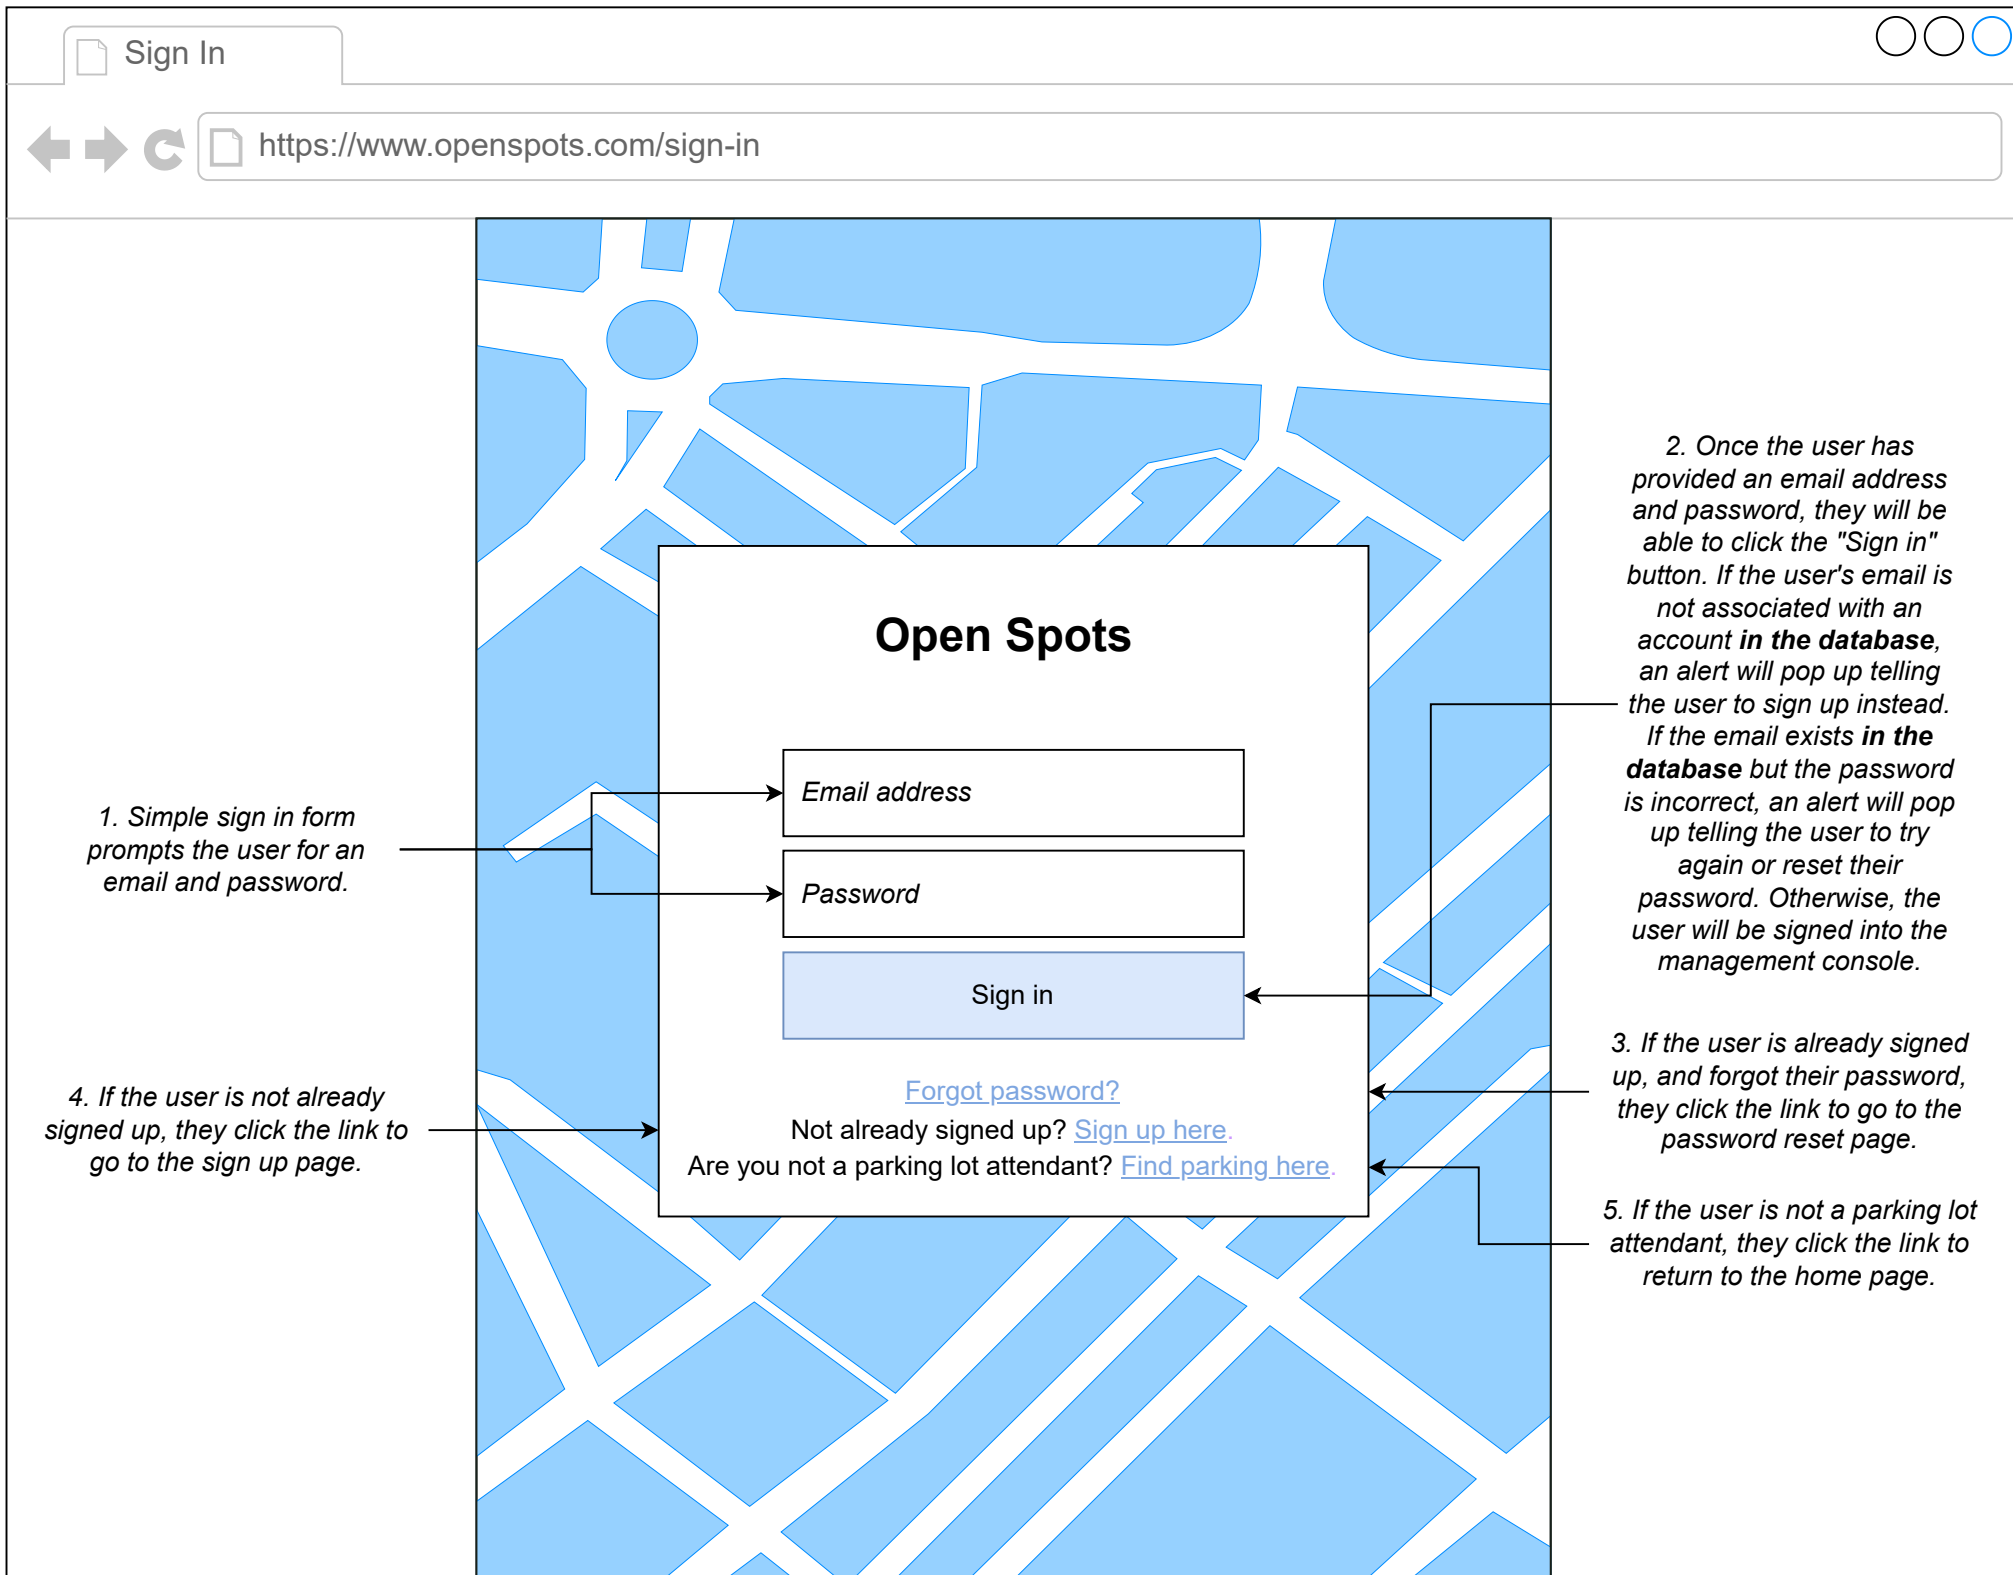 Sign In
https://www.openspots.com/sign-in
Open Spots
Email address
Password
Sign in
Forgot password?
Not already signed up? Sign up here.
Are you not a parking lot attendant? Find parking here.
1. Simple sign in form
prompts the user for an
email and password.
2. Once the user has
provided an email address
and password, they will be
able to click the "Sign in"
button. If the user's email is
not associated with an
account in the database,
an alert will pop up telling
the user to sign up instead.
If the email exists in the
database but the password
is incorrect, an alert will pop
up telling the user to try
again or reset their
password. Otherwise, the
user will be signed into the
management console.
3. If the user is already signed
up, and forgot their password,
they click the link to go to the
password reset page.
4. If the user is not already
signed up, they click the link to
go to the sign up page.
5. If the user is not a parking lot
attendant, they click the link to
return to the home page.